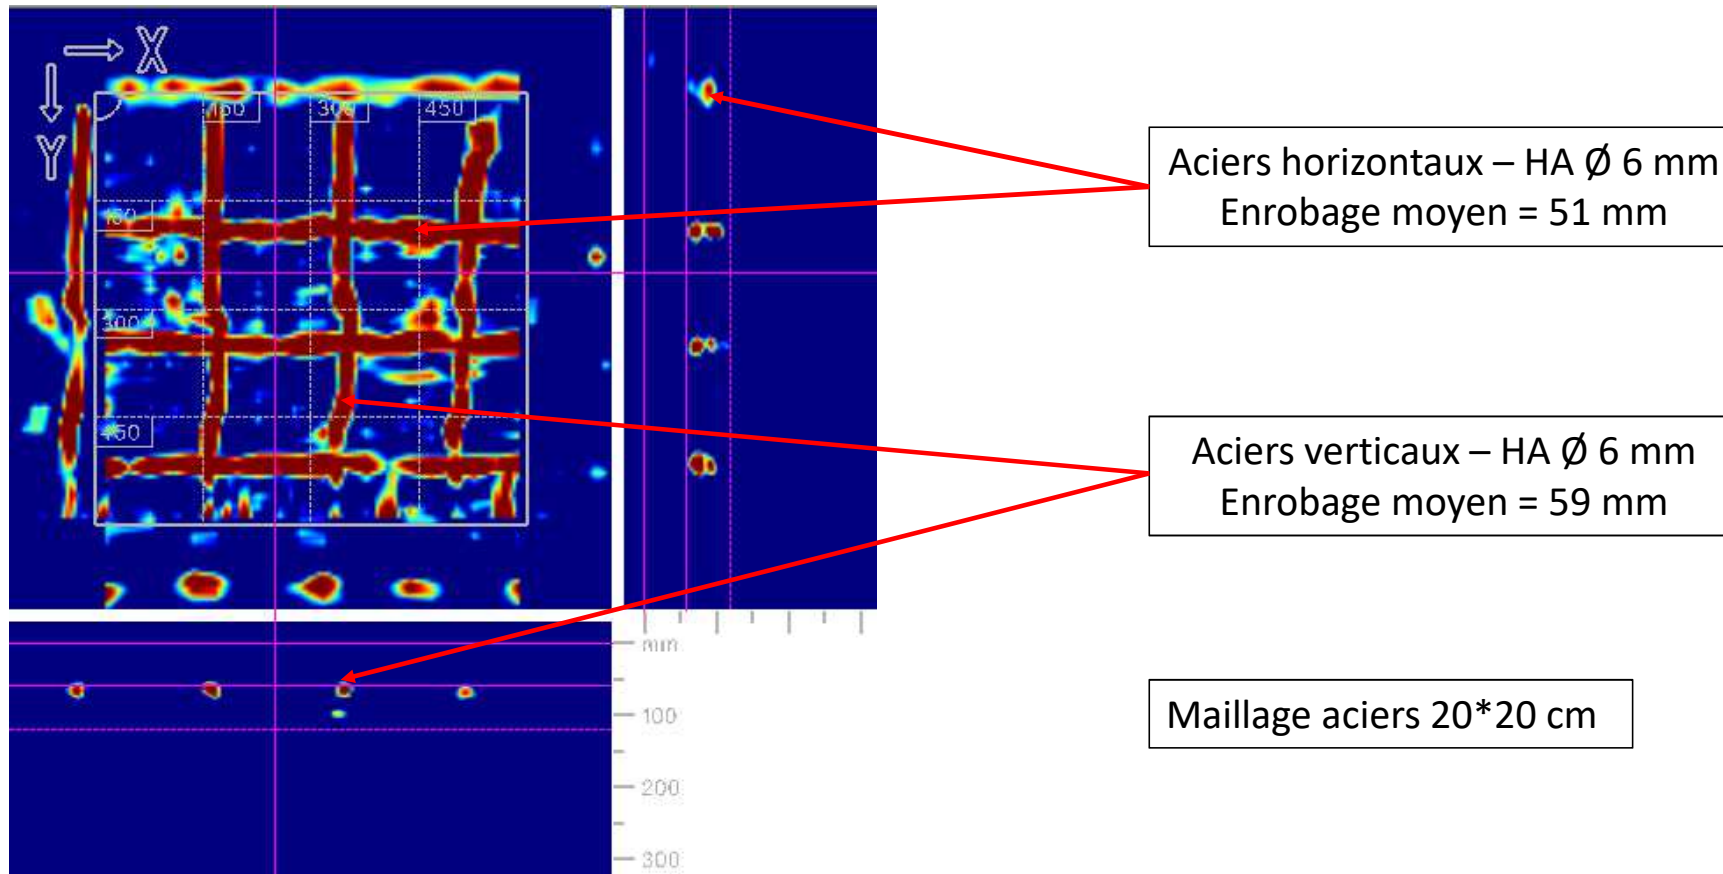 X
Y
150
300
450
150
300
450
mm
100
200
300
Aciers horizontaux – HA Ø 6 mm
Enrobage moyen = 51 mm
Aciers verticaux – HA Ø 6 mm
Enrobage moyen = 59 mm
Maillage aciers 20*20 cm